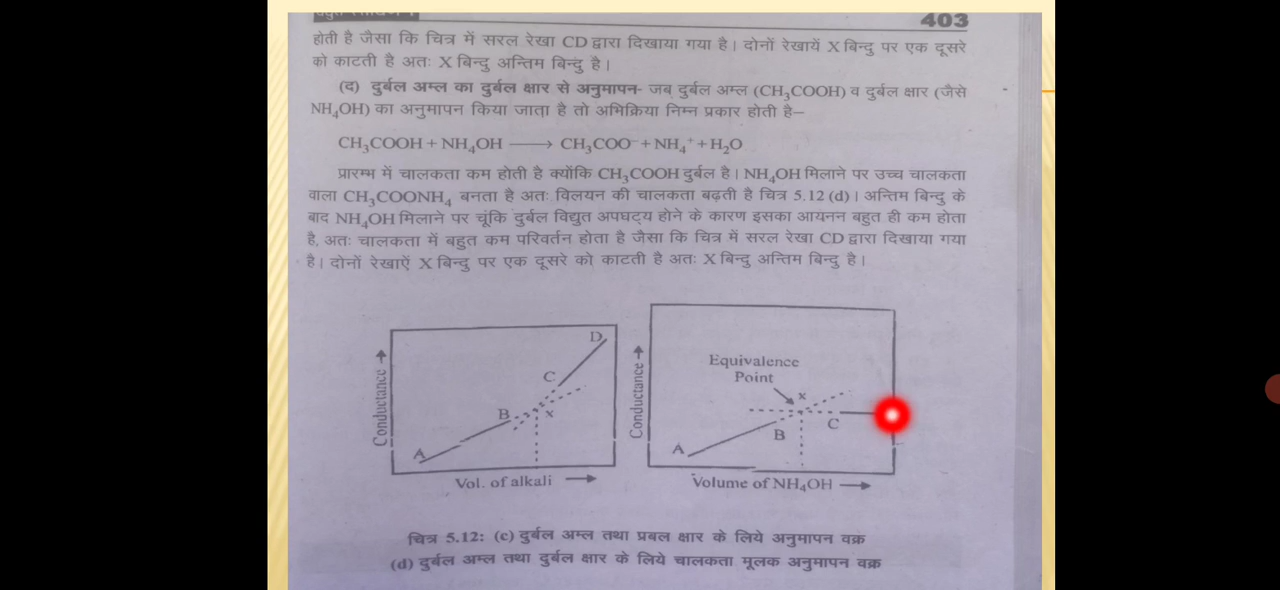 403
होती है जैसा कि चित्र में सरल रेखा CD द्वारा दिखाया गया है। दोनों रेखायें X बिन्दु पर एक दूसरे
को काटती है अतः X बिन्दु अन्तिम बिन्दु है।
(द) दुर्बल अम्ल का दुर्बल क्षार से अनुमापन- जब दुर्बल अम्ल (CH₃COOH) व दुर्बल क्षार (जैसे
NH₄OH) का अनुमापन किया जाता है तो अभिक्रिया निम्न प्रकार होती है–
CH₃COOH + NH₄OH ⟶ CH₃COO⁻ + NH₄⁺ + H₂O
प्रारम्भ में चालकता कम होती है क्योंकि CH₃COOH दुर्बल है। NH₄OH मिलाने पर उच्च चालकता
वाला CH₃COONH₄ बनता है अतः विलयन की चालकता बढ़ती है चित्र 5.12 (d)। अन्तिम बिन्दु के
बाद NH₄OH मिलाने पर चूंकि दुर्बल विद्युत अपघट्य होने के कारण इसका आयनन बहुत ही कम होता
है, अतः चालकता में बहुत कम परिवर्तन होता है जैसा कि चित्र में सरल रेखा CD द्वारा दिखाया गया
है। दोनों रेखाऐं X बिन्दु पर एक दूसरे को काटती है अतः X बिन्दु अन्तिम बिन्दु है।
Conductance →
D
C
B
x
A
Vol. of alkali →
Conductance →
Equivalence
Point
x
C
B
A
Volume of NH₄OH →
चित्र 5.12: (c) दुर्बल अम्ल तथा प्रबल क्षार के लिये अनुमापन वक्र
(d) दुर्बल अम्ल तथा दुर्बल क्षार के लिये चालकता मूलक अनुमापन वक्र